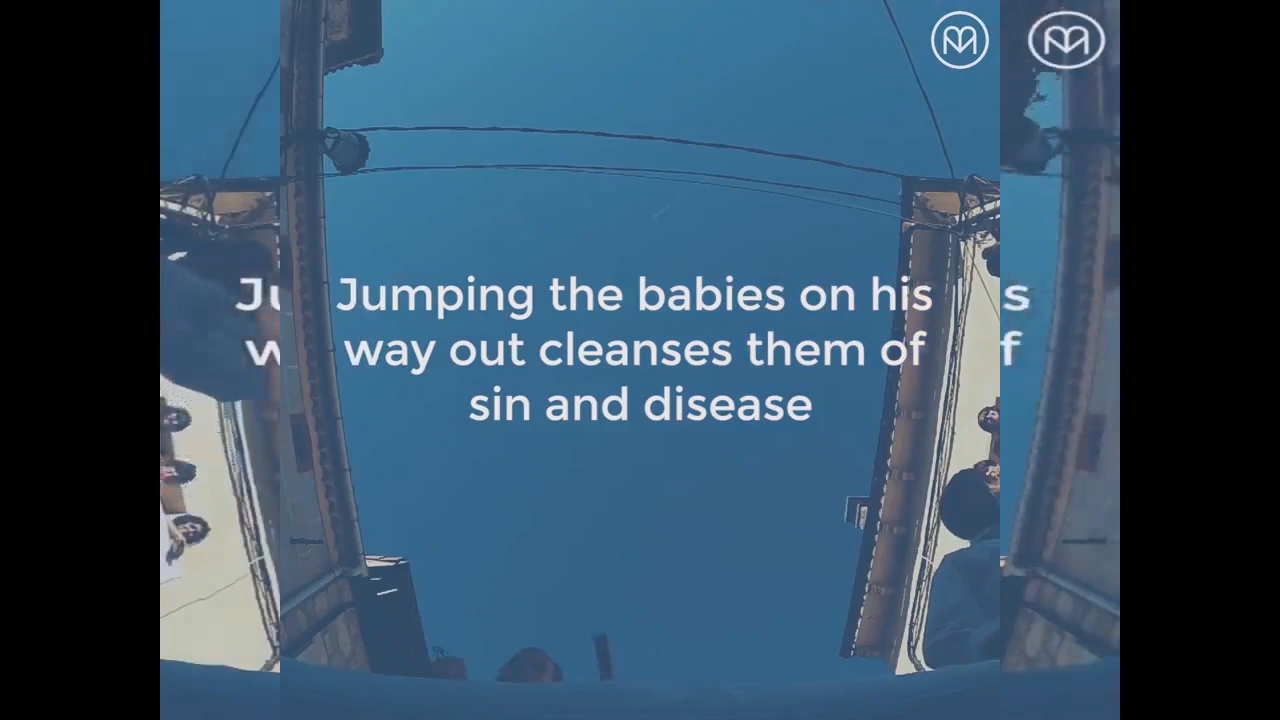 Jumping the babies on his
way out cleanses them of
sin and disease